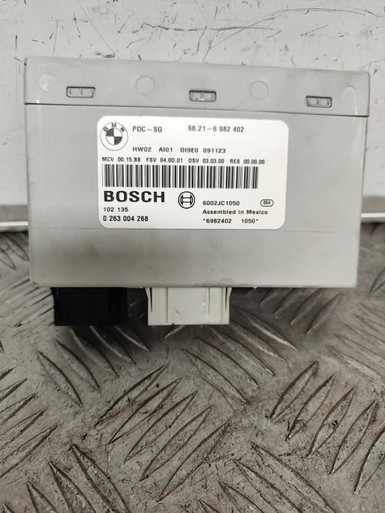 BMW
PDC-SG 66.21-6 982 402
HW02 AI01 DI9E0 091123
MCV 00.15.88 FSV 04.00.01 OSV 03.03.00 RES 00.00.00
BOSCH 6002JC1050 004
102 135 Assembled in Mexico
0 263 004 268 *6982402 1050*